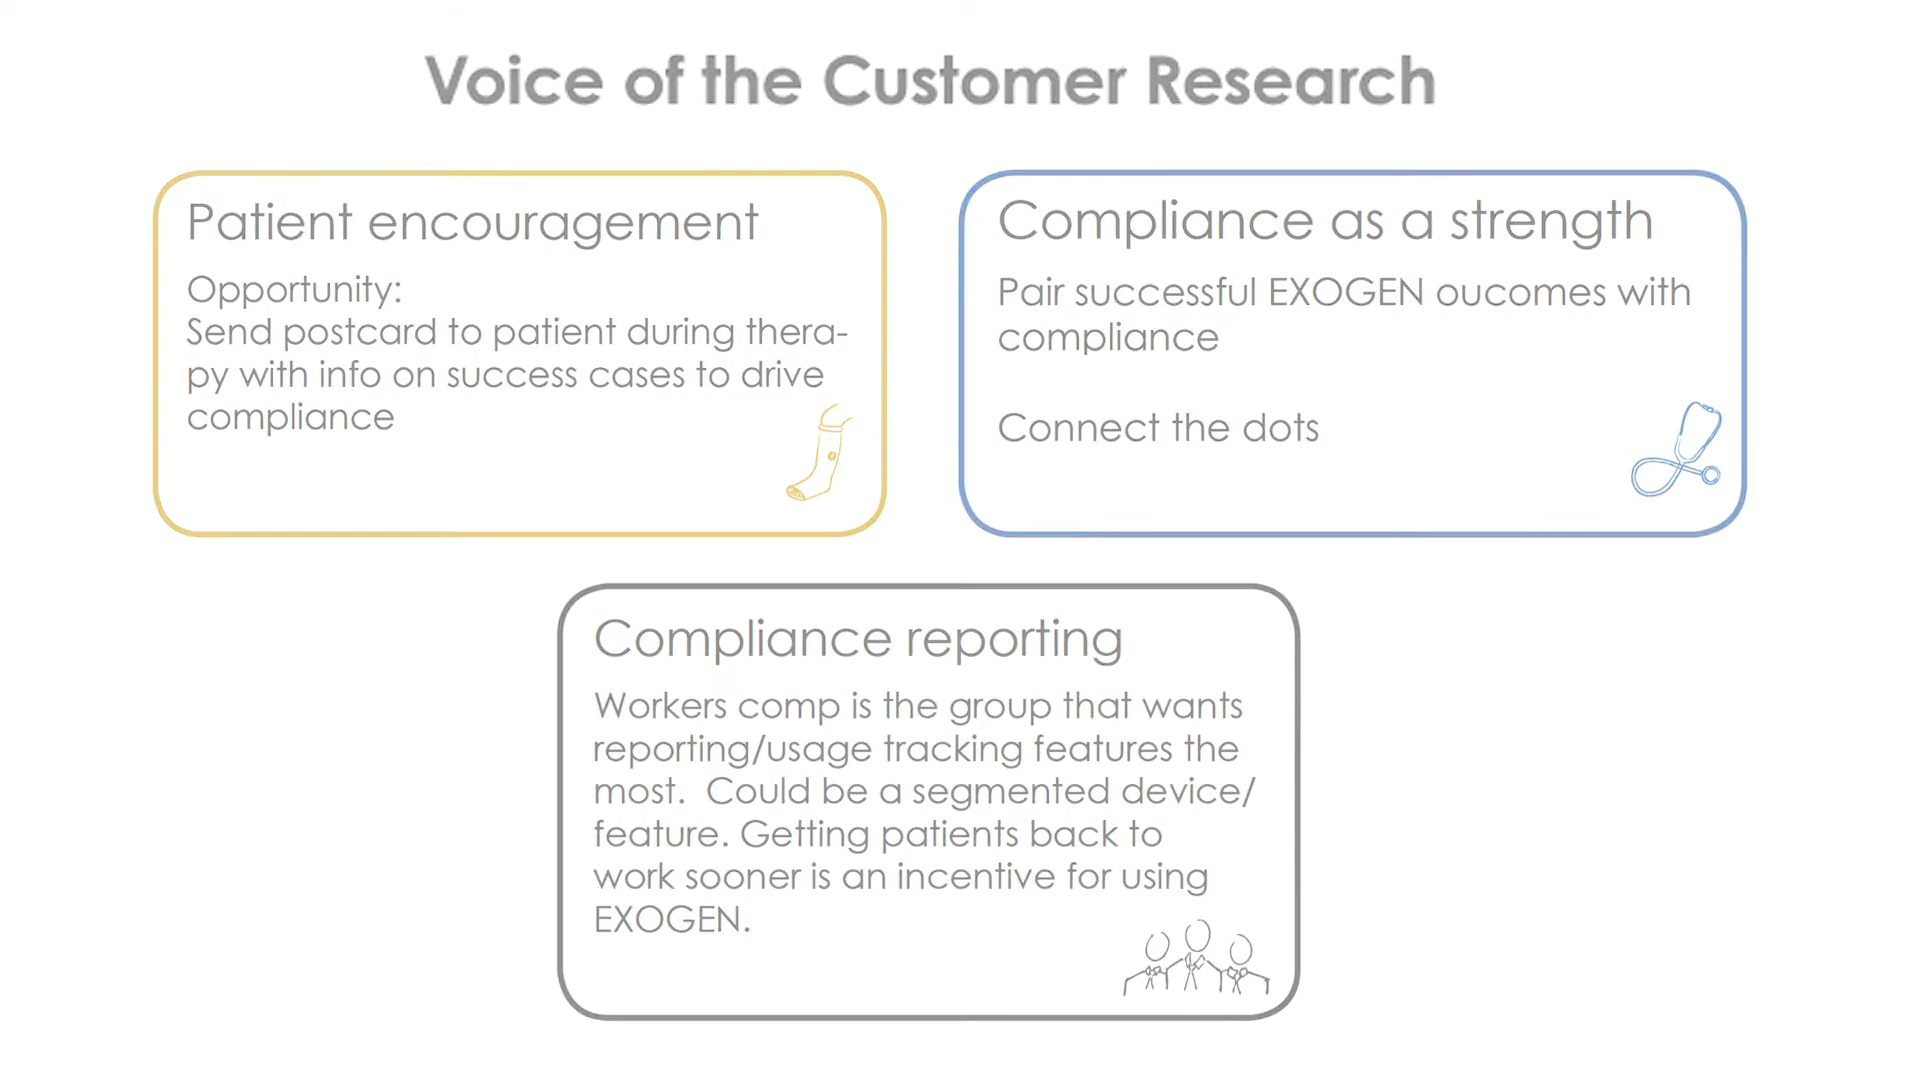 Voice of the Customer Research
Patient encouragement
Opportunity:
Send postcard to patient during thera-
py with info on success cases to drive
compliance
Compliance as a strength
Pair successful EXOGEN oucomes with
compliance
Connect the dots
Compliance reporting
Workers comp is the group that wants
reporting/usage tracking features the
most.  Could be a segmented device/
feature. Getting patients back to
work sooner is an incentive for using
EXOGEN.